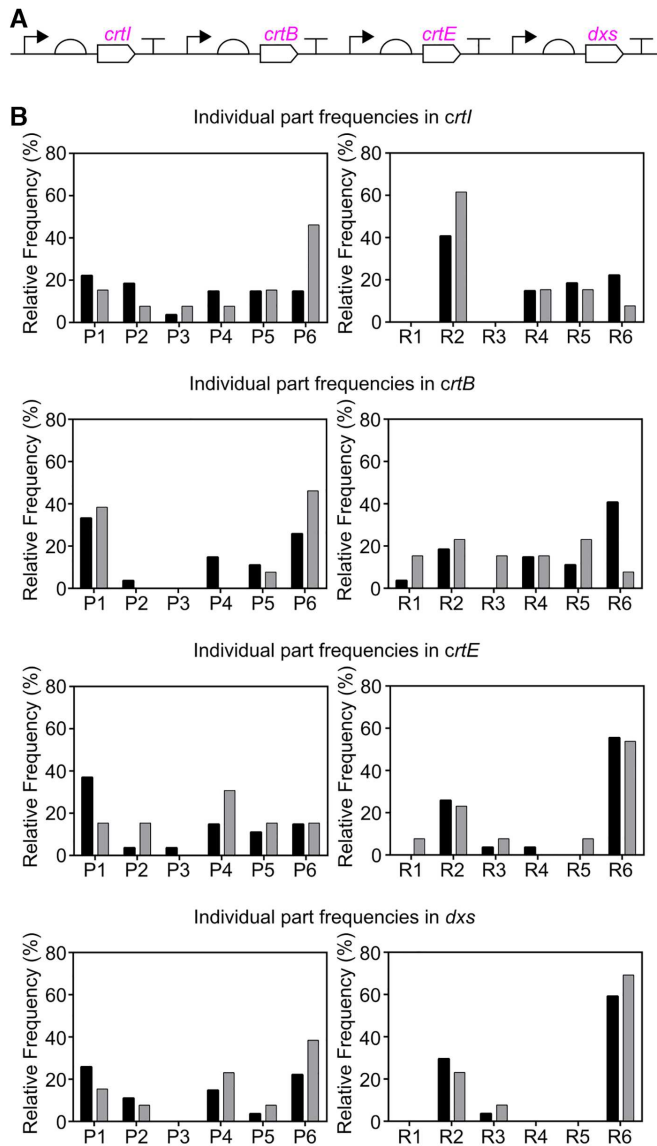 A
crtI crtB crtE dxs
B
Individual part frequencies in crtI
Relative Frequency (%)
80
60
40
20
0
P1 P2 P3 P4 P5 P6
Relative Frequency (%)
80
60
40
20
0
R1 R2 R3 R4 R5 R6
Individual part frequencies in crtB
Relative Frequency (%)
80
60
40
20
0
P1 P2 P3 P4 P5 P6
Relative Frequency (%)
80
60
40
20
0
R1 R2 R3 R4 R5 R6
Individual part frequencies in crtE
Relative Frequency (%)
80
60
40
20
0
P1 P2 P3 P4 P5 P6
Relative Frequency (%)
80
60
40
20
0
R1 R2 R3 R4 R5 R6
Individual part frequencies in dxs
Relative Frequency (%)
80
60
40
20
0
P1 P2 P3 P4 P5 P6
Relative Frequency (%)
80
60
40
20
0
R1 R2 R3 R4 R5 R6